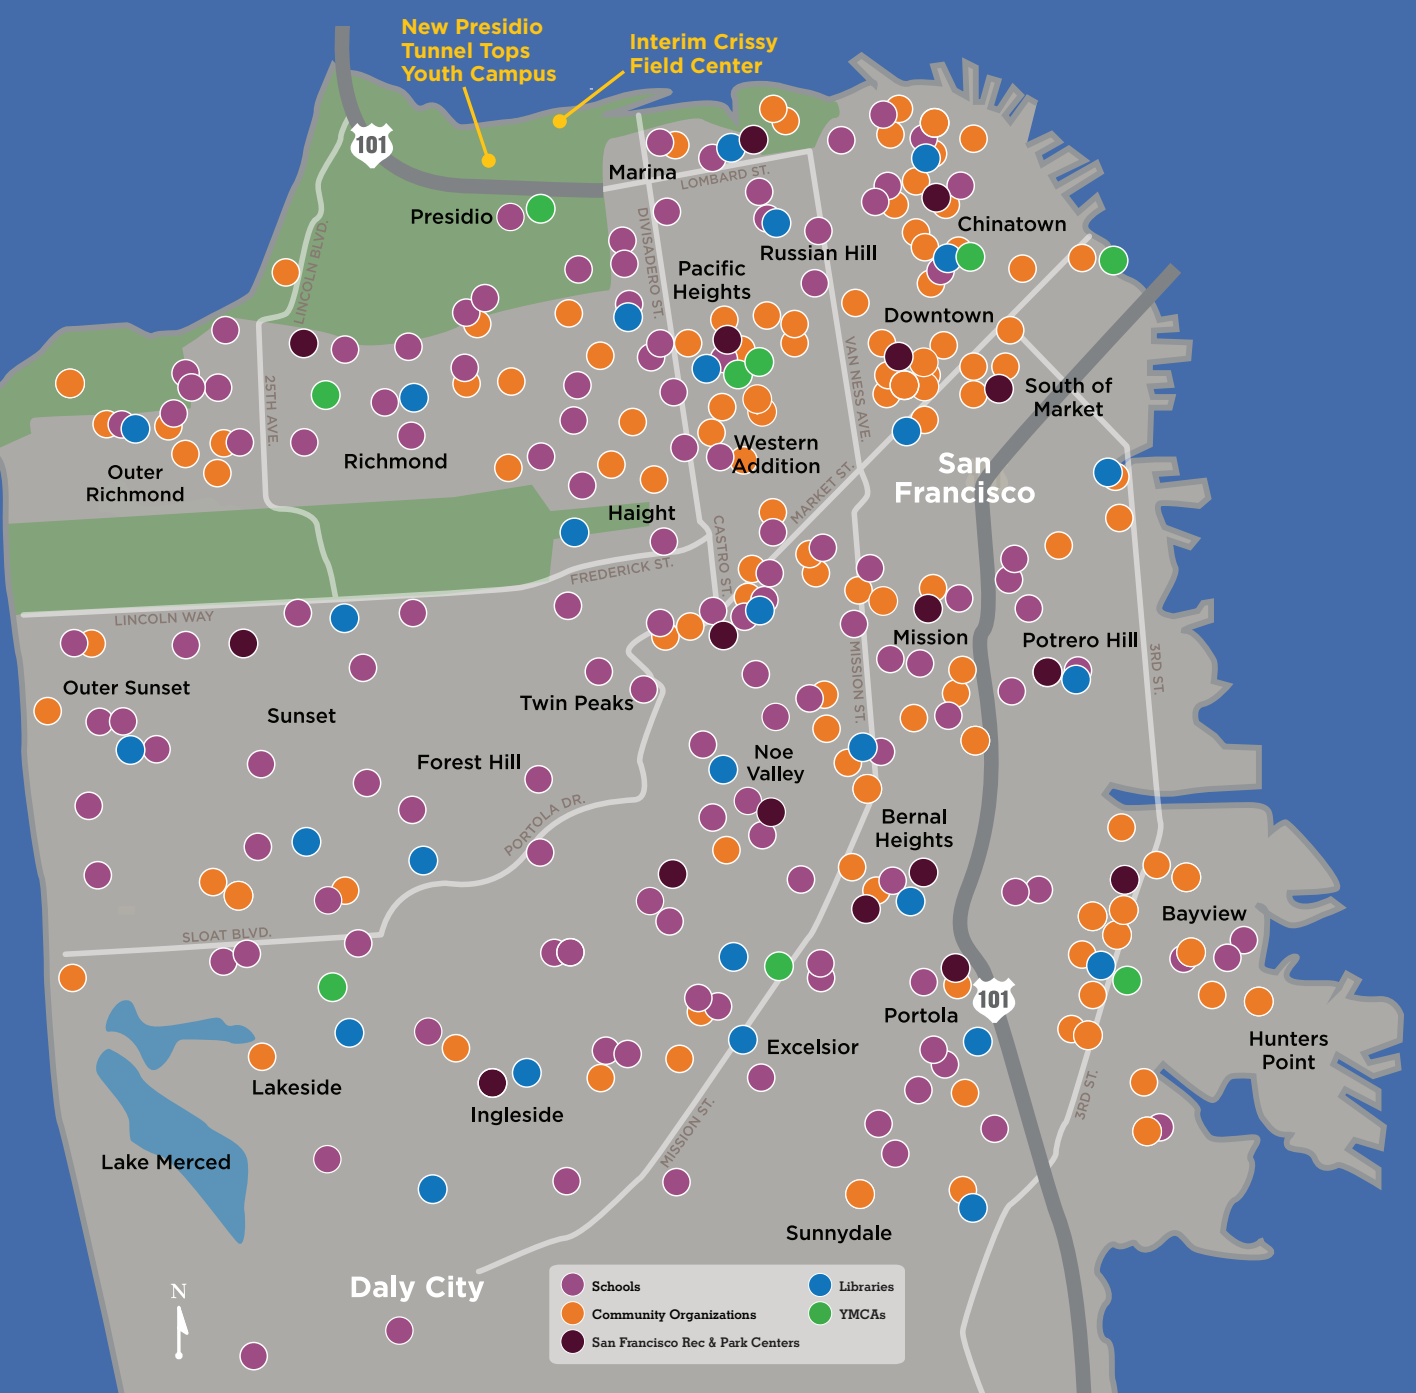 New Presidio
Tunnel Tops
Youth Campus
Interim Crissy
Field Center
101
Marina
LOMBARD ST.
Presidio
DIVISADERO ST.
LINCOLN BLVD.
Chinatown
Russian Hill
Pacific
Heights
Downtown
VAN NESS AVE.
25TH AVE.
South of
Market
Richmond
Western
Addition
Outer
Richmond
San
Francisco
MARKET ST.
Haight
CASTRO ST.
FREDERICK ST.
LINCOLN WAY
Mission
Potrero Hill
3RD ST.
MISSION ST.
Outer Sunset
Sunset
Twin Peaks
Forest Hill
Noe
Valley
PORTOLA DR.
Bernal
Heights
Bayview
SLOAT BLVD.
101
Portola
Hunters
Point
Excelsior
Lakeside
Ingleside
3RD ST.
MISSION ST.
Lake Merced
Sunnydale
Daly City
N
Schools
Community Organizations
San Francisco Rec & Park Centers
Libraries
YMCAs